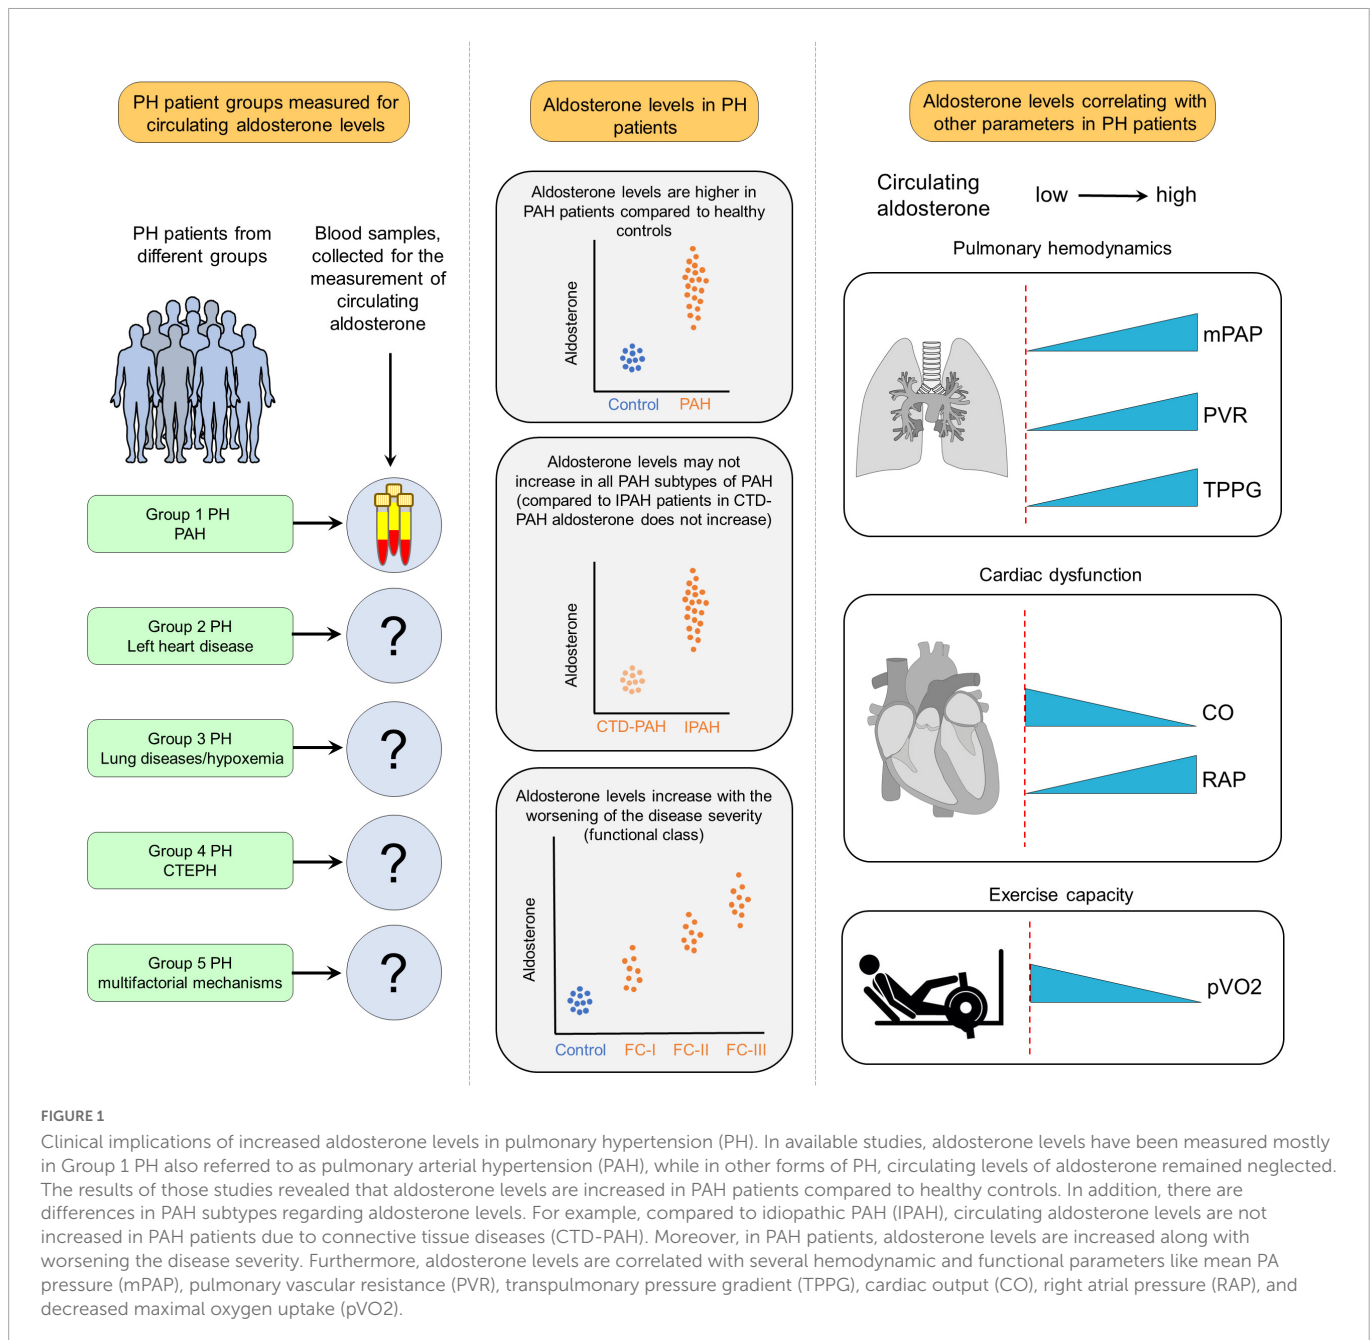 PH patient groups measured for
circulating aldosterone levels
PH patients from
different groups
Blood samples,
collected for the
measurement of
circulating
aldosterone
Group 1 PH
PAH
Group 2 PH
Left heart disease
?
Group 3 PH
Lung diseases/hypoxemia
?
Group 4 PH
CTEPH
?
Group 5 PH
multifactorial mechanisms
?
Aldosterone levels in PH
patients
Aldosterone levels are higher in
PAH patients compared to healthy
controls
Aldosterone
Control
PAH
Aldosterone levels may not
increase in all PAH subtypes of PAH
(compared to IPAH patients in CTD-
PAH aldosterone does not increase)
Aldosterone
CTD-PAH
IPAH
Aldosterone levels increase with the
worsening of the disease severity
(functional class)
Aldosterone
Control
FC-I
FC-II
FC-III
Aldosterone levels correlating with
other parameters in PH patients
Circulating
aldosterone
low
high
Pulmonary hemodynamics
mPAP
PVR
TPPG
Cardiac dysfunction
CO
RAP
Exercise capacity
pVO2
FIGURE 1
Clinical implications of increased aldosterone levels in pulmonary hypertension (PH). In available studies, aldosterone levels have been measured mostly
in Group 1 PH also referred to as pulmonary arterial hypertension (PAH), while in other forms of PH, circulating levels of aldosterone remained neglected.
The results of those studies revealed that aldosterone levels are increased in PAH patients compared to healthy controls. In addition, there are
differences in PAH subtypes regarding aldosterone levels. For example, compared to idiopathic PAH (IPAH), circulating aldosterone levels are not
increased in PAH patients due to connective tissue diseases (CTD-PAH). Moreover, in PAH patients, aldosterone levels are increased along with
worsening the disease severity. Furthermore, aldosterone levels are correlated with several hemodynamic and functional parameters like mean PA
pressure (mPAP), pulmonary vascular resistance (PVR), transpulmonary pressure gradient (TPPG), cardiac output (CO), right atrial pressure (RAP), and
decreased maximal oxygen uptake (pVO2).